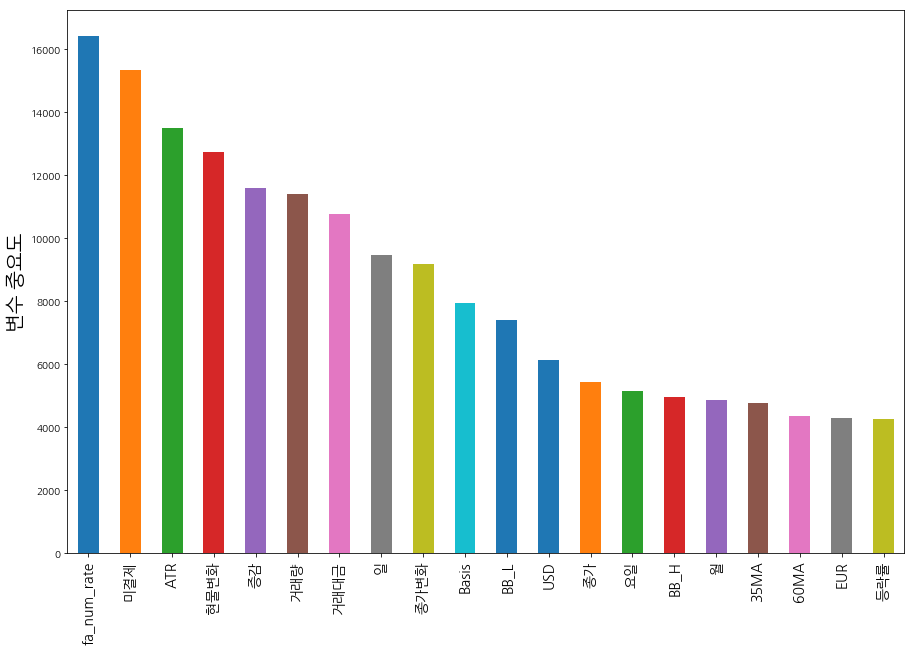 변수 중요도
16000
14000
12000
10000
8000
6000
4000
2000
0
fa_num_rate
미결제
ATR
현물변화
증감
거래량
거래대금
일
종가변화
Basis
BB_L
USD
종가
요일
BB_H
월
35MA
60MA
EUR
등락률